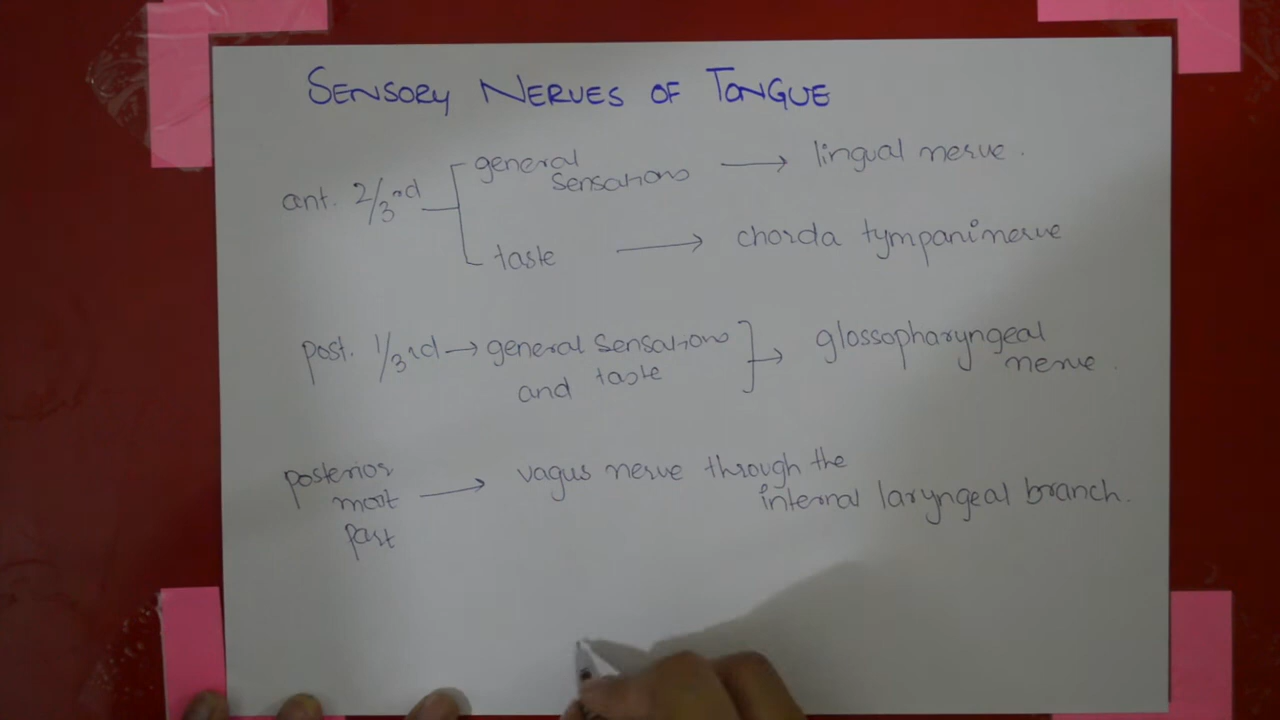 SENSORY NERVES OF TONGUE
ant. 2/3rd general sensations → lingual nerve.
taste → chorda tympani nerve
post. 1/3rd → general sensations and taste → glossopharyngeal nerve.
posterior most part → vagus nerve through the internal laryngeal branch.